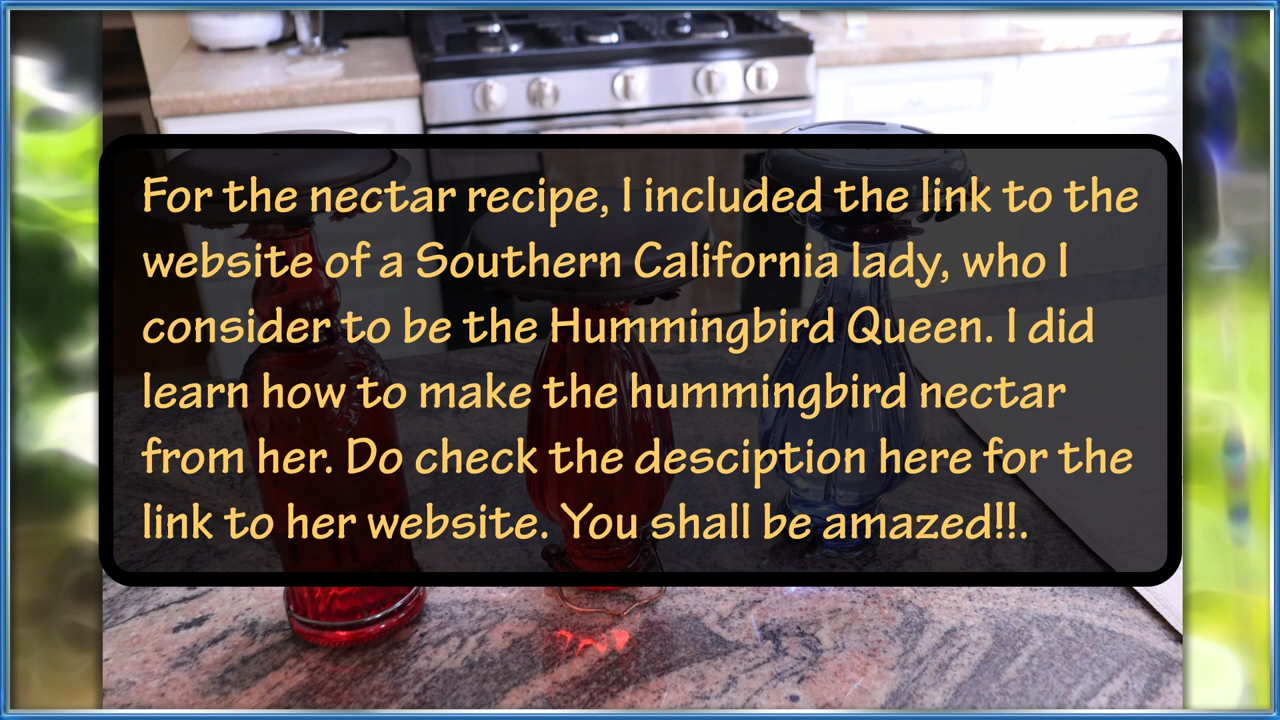 For the nectar recipe, I included the link to the
website of a Southern California lady, who I
consider to be the Hummingbird Queen. I did
learn how to make the hummingbird nectar
from her. Do check the desciption here for the
link to her website. You shall be amazed!!.